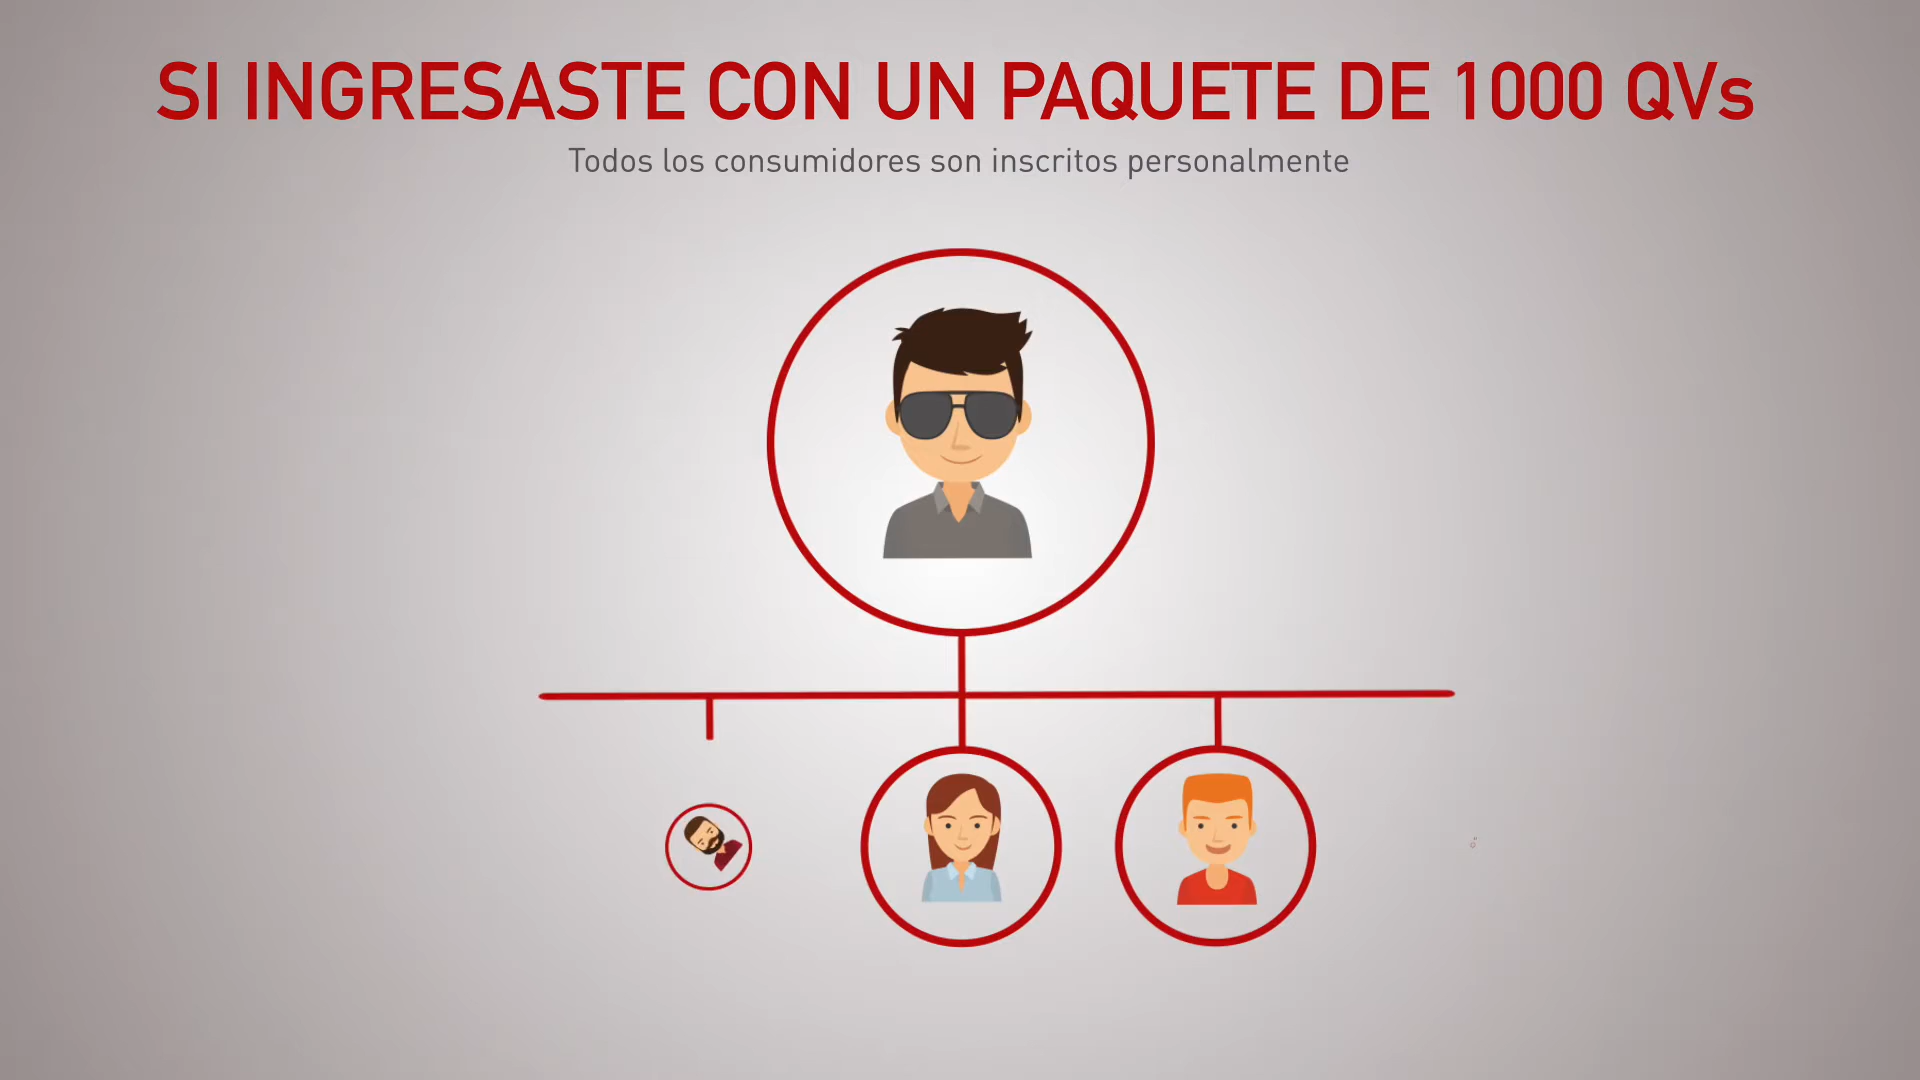 SI INGRESASTE CON UN PAQUETE DE 1000 QVs
Todos los consumidores son inscritos personalmente